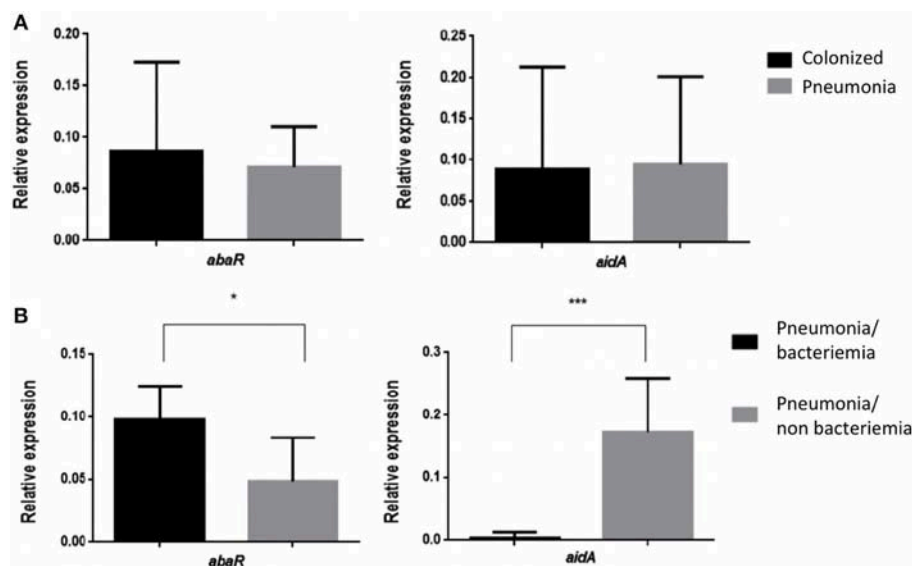 A
Relative expression
0.20
0.15
0.10
0.05
0.00
abaR
Relative expression
0.25
0.20
0.15
0.10
0.05
0.00
aidA
Colonized
Pneumonia
B
Relative expression
0.15
0.10
0.05
0.00
*
abaR
Relative expression
0.3
0.2
0.1
0.0
***
aidA
Pneumonia/
bacteriemia
Pneumonia/
non bacteriemia